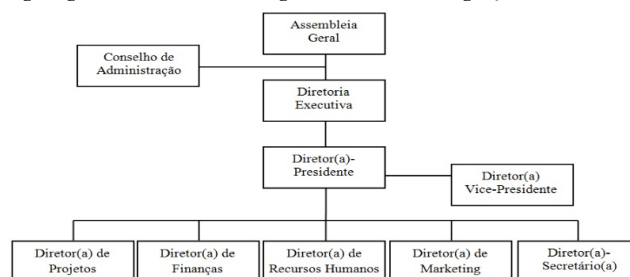 Assembleia
Geral
Conselho de
Administração
Diretoria
Executiva
Diretor(a)-
Presidente
Diretor(a)
Vice-Presidente
Diretor(a) de
Projetos
Diretor(a) de
Finanças
Diretor(a) de
Recursos Humanos
Diretor(a) de
Marketing
Diretor(a)-
Secretário(a)